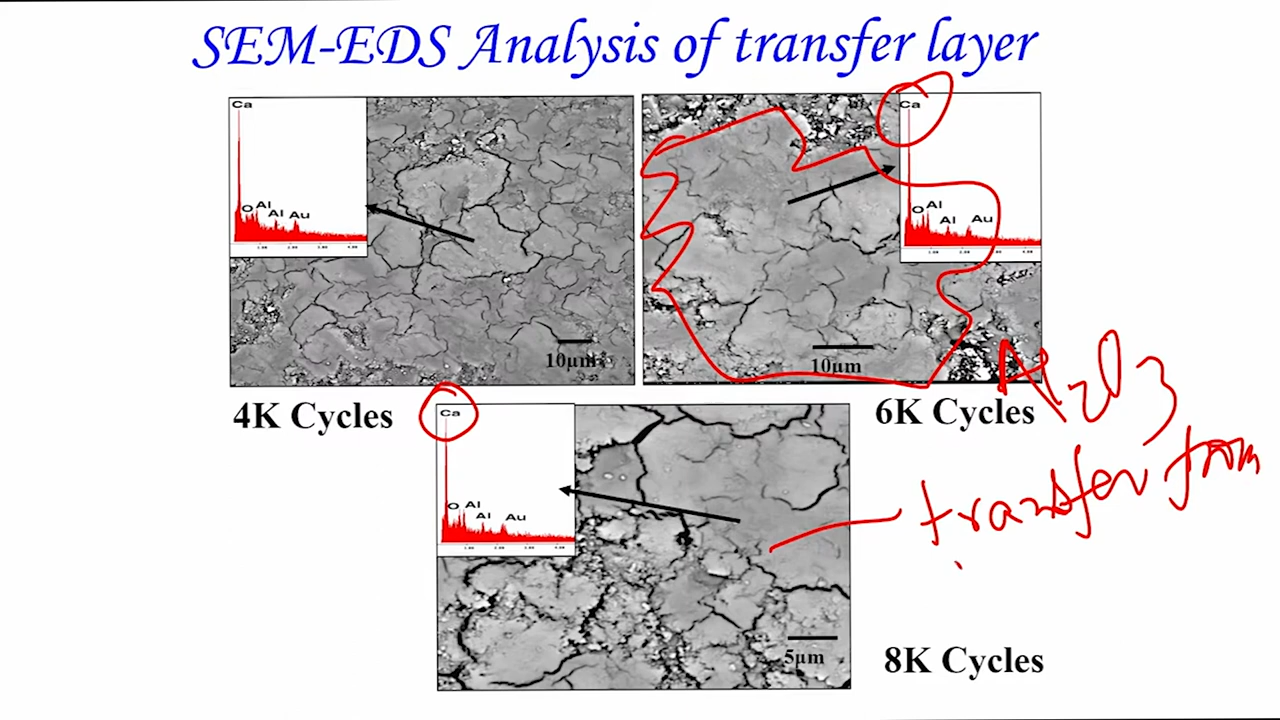 SEM-EDS Analysis of transfer layer
Ca
O Al
Al Au
10µm
4K Cycles
Ca
O Al
Al Au
10µm
6K Cycles
Al2O3
transfer from
Ca
O Al
Al Au
5µm
8K Cycles